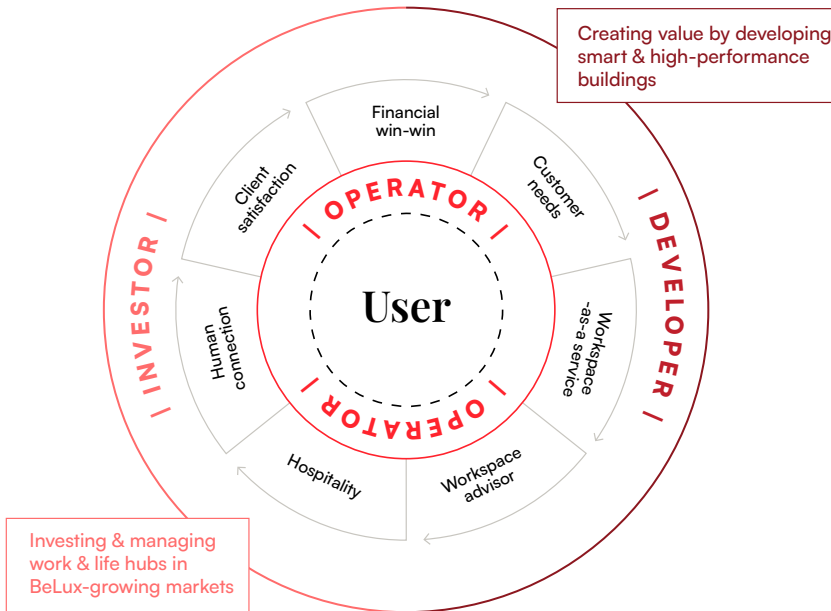 Creating value by developing
smart & high-performance
buildings
Financial
win-win
Client
satisfaction
Customer
needs
| OPERATOR |
| INVESTOR |
| DEVELOPER |
User
Human
connection
Workspace
-as-a service
| OPERATOR |
Hospitality
Workspace
advisor
Investing & managing
work & life hubs in
BeLux-growing markets